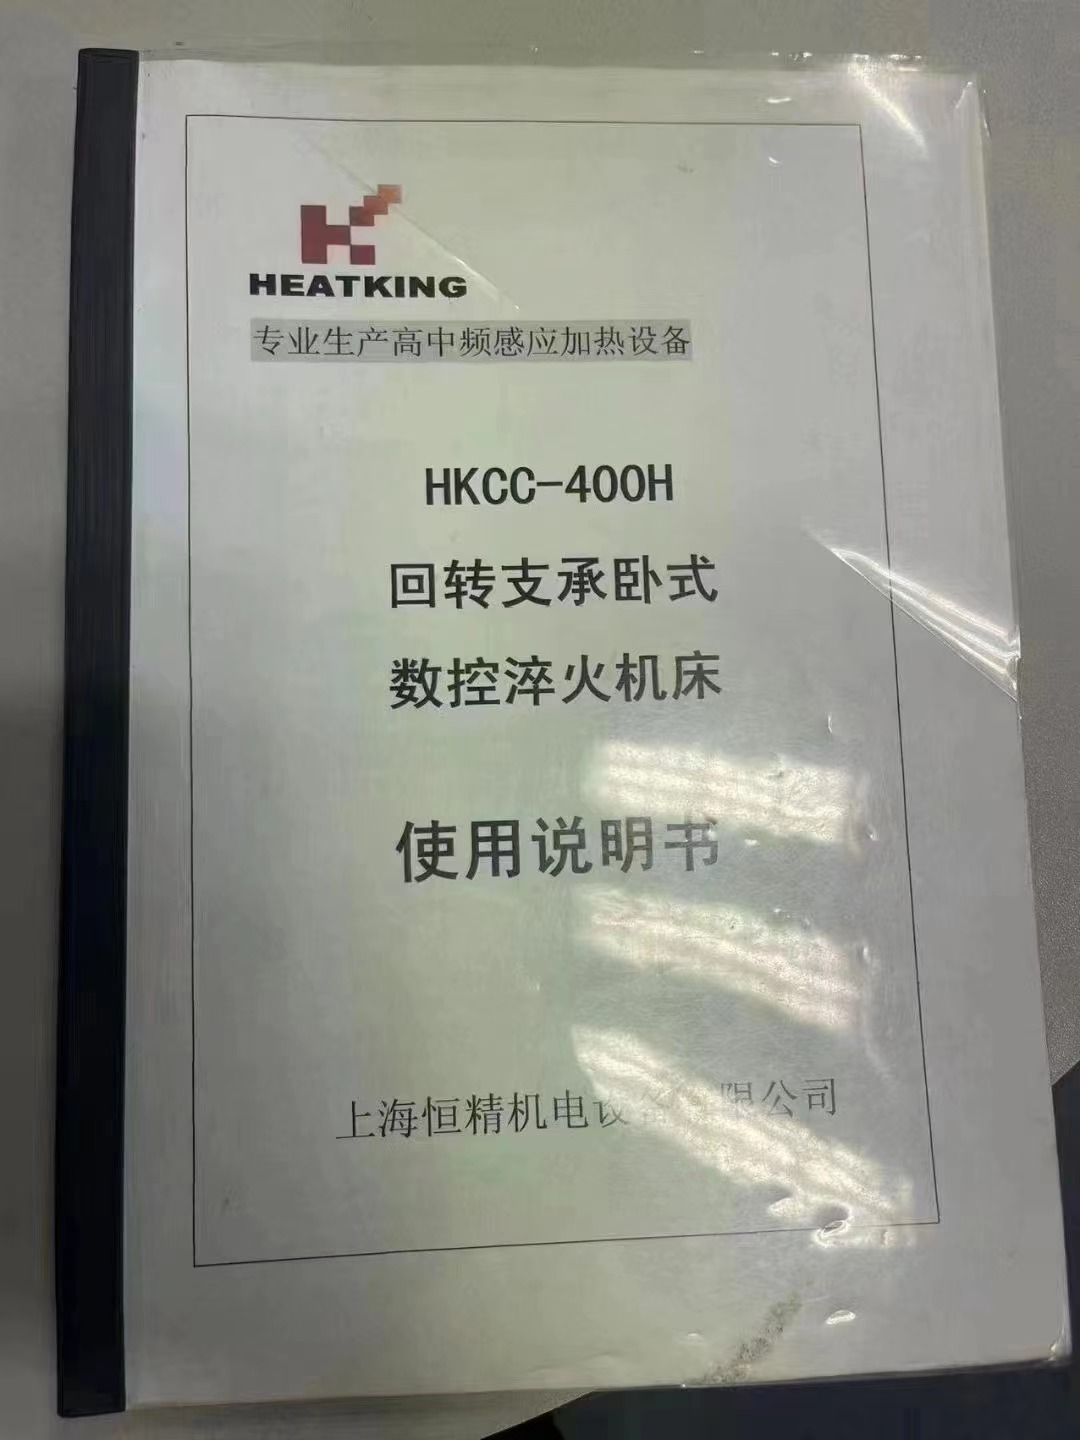 HEATKING
专业生产高中频感应加热设备
HKCC-400H
回转支承卧式
数控淬火机床
使用说明书
上海恒精机电设备有限公司